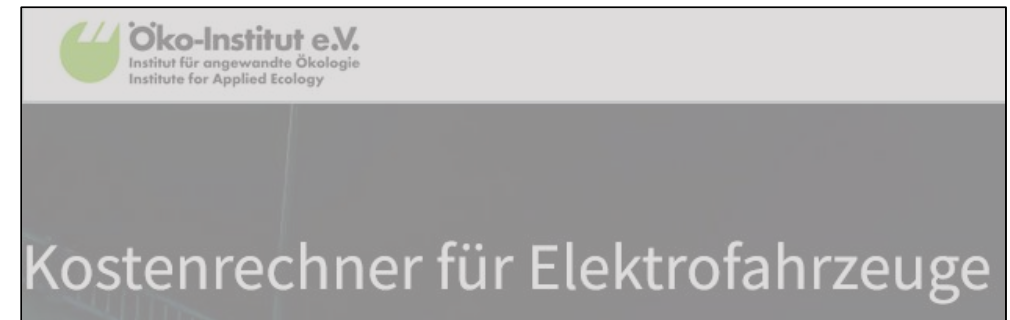 Öko-Institut e.V.
Institut für angewandte Ökologie
Institute for Applied Ecology
Kostenrechner für Elektrofahrzeuge